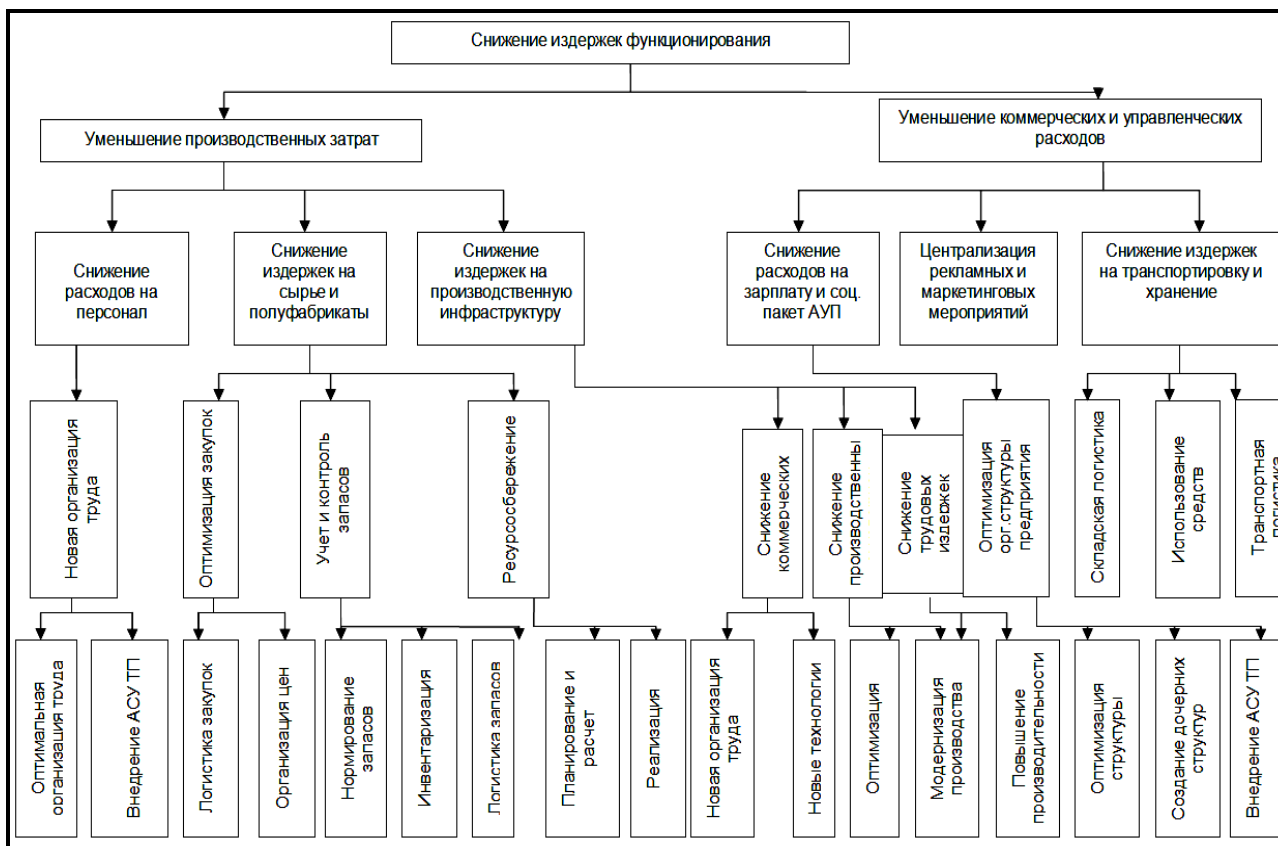 Снижение издержек функционирования
Уменьшение производственных затрат
Уменьшение коммерческих и управленческих
расходов
Снижение
расходов на
персонал
Снижение
издержек на
сырье и
полуфабрикаты
Снижение
издержек на
производственную
инфраструктуру
Снижение
расходов на
зарплату и соц.
пакет АУП
Централизация
рекламных и
маркетинговых
мероприятий
Снижение издержек
на транспортировку и
хранение
Новая организация
труда
Оптимизация закупок
Учет и контроль
запасов
Ресурсосбережение
Снижение
коммерческих
Снижение
производственны
Снижение
трудовых
издержек
Оптимизация
орг.структуры
предприятия
Складская логистика
Использование
средств
Транспортная
логистика
Оптимальная
организация труда
Внедрение АСУ ТП
Логистика закупок
Организация цен
Нормирование
запасов
Инвентаризация
Логистика запасов
Планирование и
расчет
Реализация
Новая организация
труда
Новые технологии
Оптимизация
Модернизация
производства
Повышение
производительности
Оптимизация
структуры
Создание дочерних
структур
Внедрение АСУ ТП